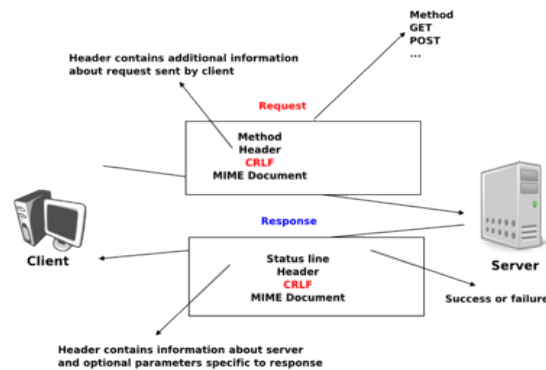 Method
GET
POST
...
Header contains additional information
about request sent by client
Request
Method
Header
CRLF
MIME Document
Response
Client
Server
Status line
Header
CRLF
MIME Document
Success or failure
Header contains information about server
and optional parameters specific to response